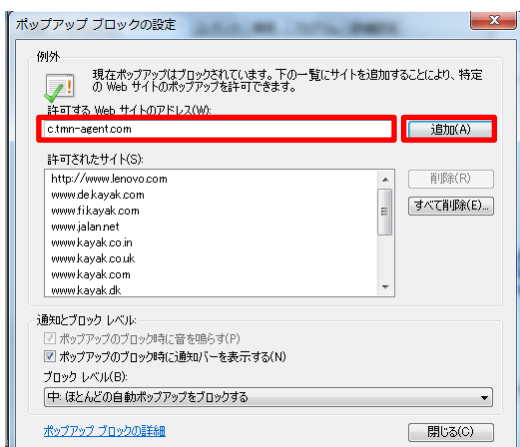 ポップアップ ブロックの設定
例外
現在ポップアップはブロックされています。下の一覧にサイトを追加することにより、特定
の Web サイトのポップアップを許可できます。
許可する Web サイトのアドレス(W):
c.tmn-agent.com
追加(A)
許可されたサイト(S):
http://www.lenovo.com
削除(R)
www.de.kayak.com
www.fi.kayak.com
すべて削除(E)...
www.jalan.net
www.kayak.co.in
www.kayak.co.uk
www.kayak.com
www.kayak.dk
通知とブロック レベル:
ポップアップのブロック時に音を鳴らす(P)
ポップアップのブロック時に通知バーを表示する(N)
ブロック レベル(B):
中: ほとんどの自動ポップアップをブロックする
ポップアップ ブロックの詳細
閉じる(C)